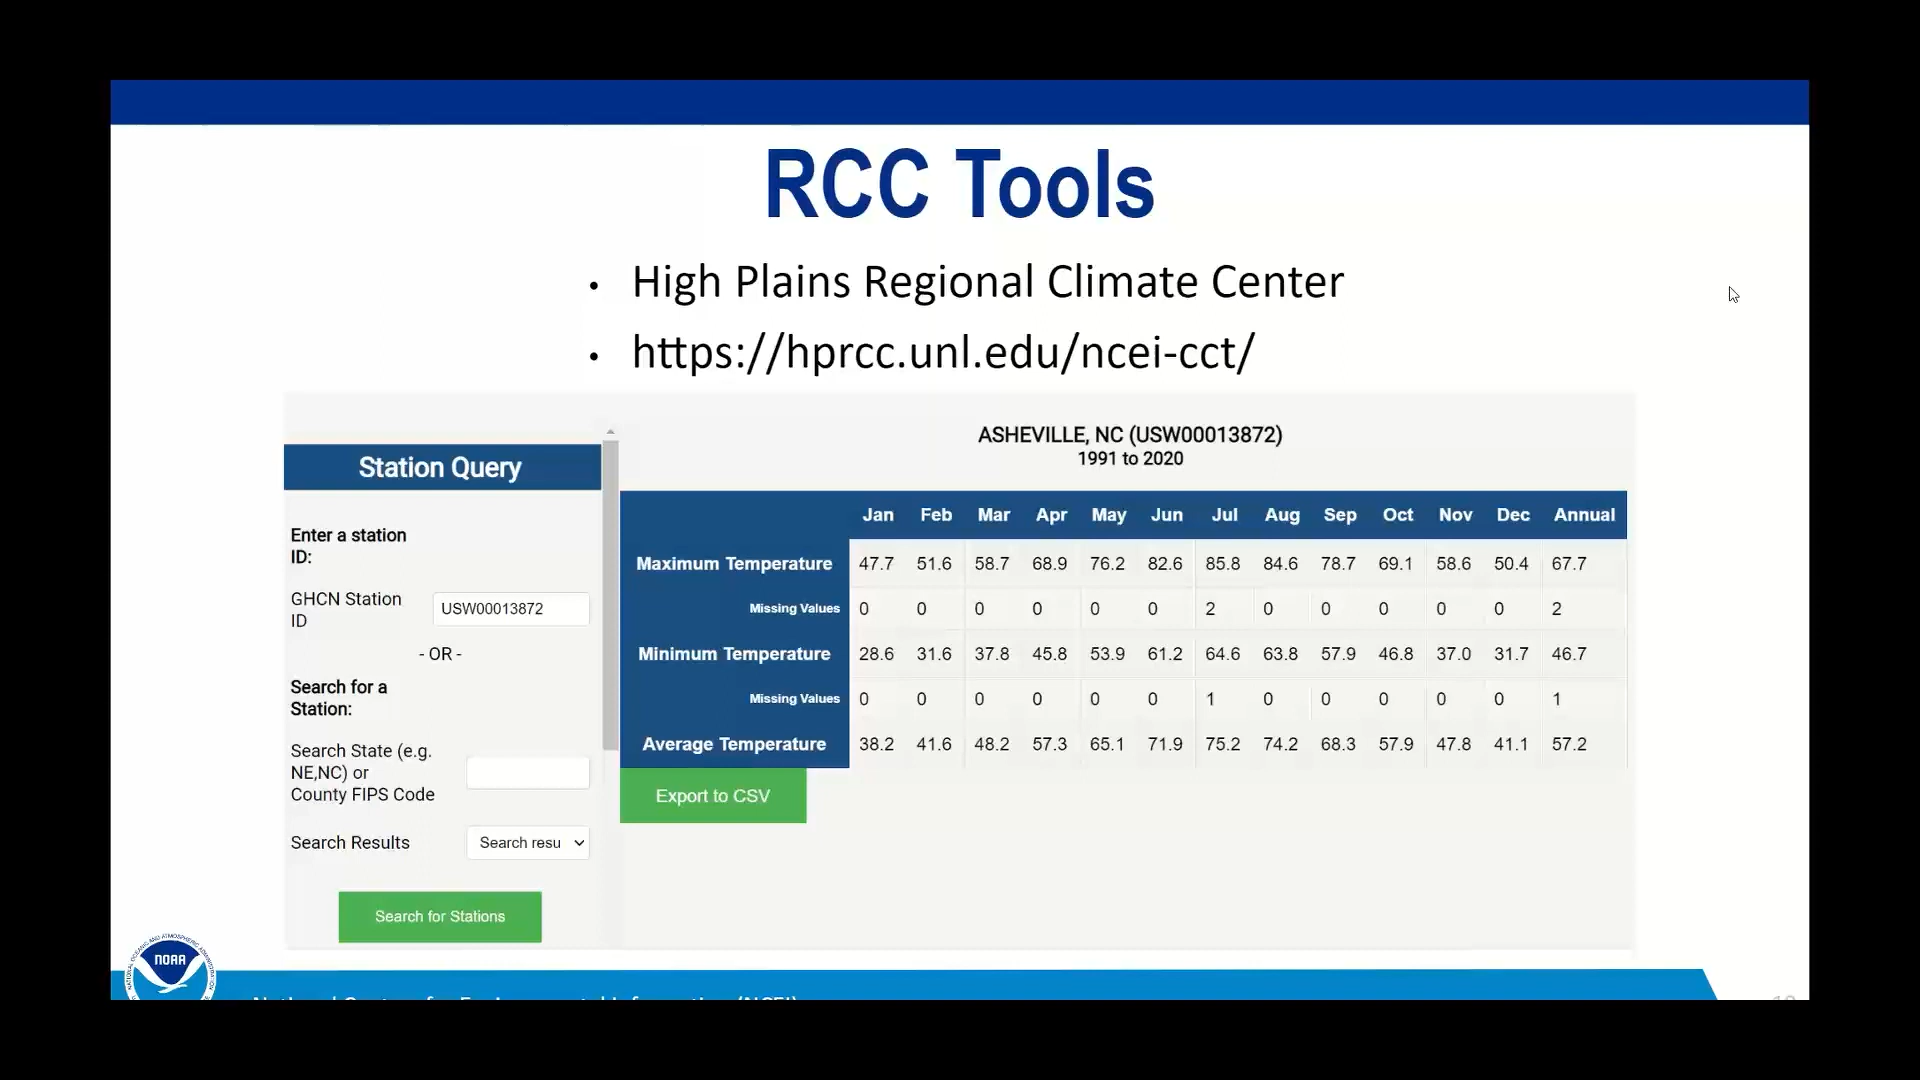 RCC Tools
• High Plains Regional Climate Center
• https://hprcc.unl.edu/ncei-cct/
Station Query
Enter a station
ID:
GHCN Station
ID
USW00013872
- OR -
Search for a
Station:
Search State (e.g.
NE,NC) or
County FIPS Code
Search Results
Search resu
Search for Stations
ASHEVILLE, NC (USW00013872)
1991 to 2020
Jan Feb Mar Apr May Jun Jul Aug Sep Oct Nov Dec Annual
Maximum Temperature 47.7 51.6 58.7 68.9 76.2 82.6 85.8 84.6 78.7 69.1 58.6 50.4 67.7
Missing Values 0 0 0 0 0 0 2 0 0 0 0 0 2
Minimum Temperature 28.6 31.6 37.8 45.8 53.9 61.2 64.6 63.8 57.9 46.8 37.0 31.7 46.7
Missing Values 0 0 0 0 0 0 1 0 0 0 0 0 1
Average Temperature 38.2 41.6 48.2 57.3 65.1 71.9 75.2 74.2 68.3 57.9 47.8 41.1 57.2
Export to CSV
NOAA
National Centers for Environmental Information (NCEI)